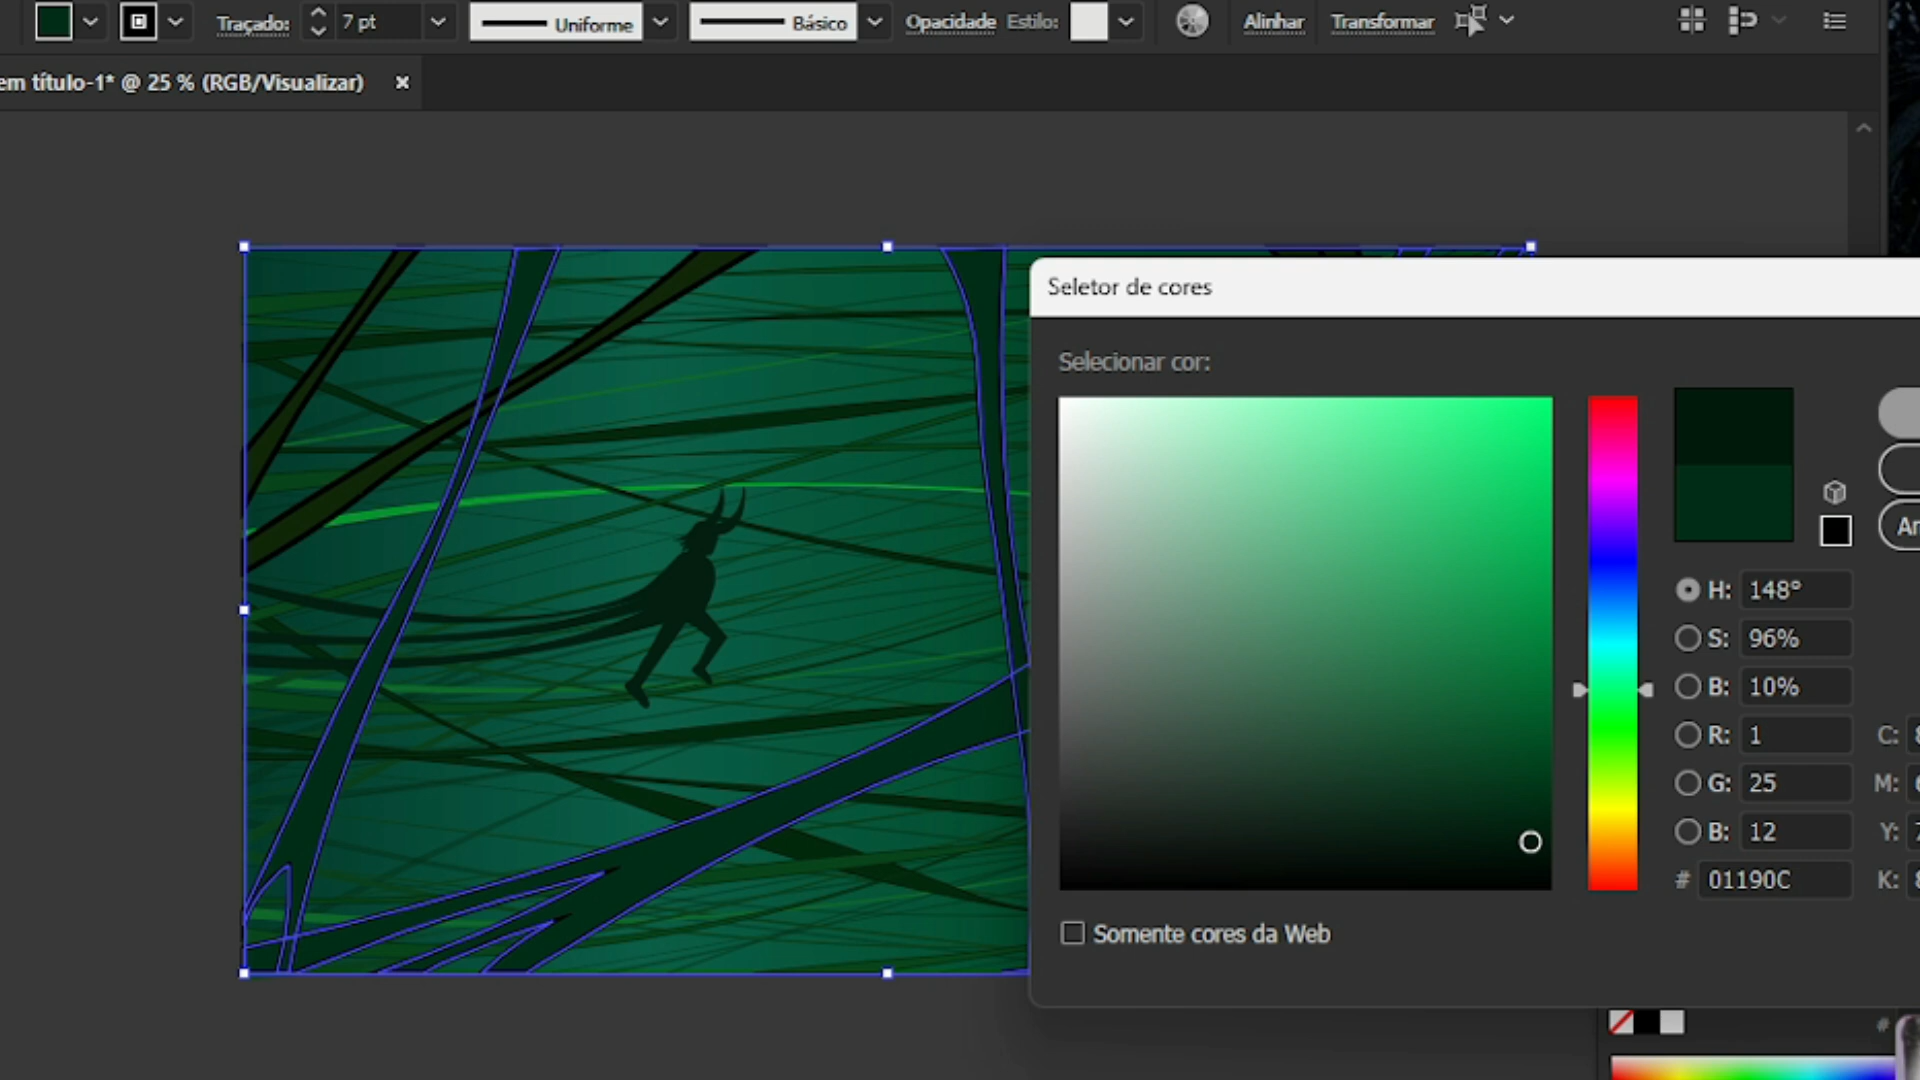 Traçado: 7 pt Uniforme Básico Opacidade Estilo: Alinhar Transformar
em título-1* @ 25 % (RGB/Visualizar)
Seletor de cores
Selecionar cor:
H: 148°
S: 96%
B: 10%
R: 1 C:
G: 25 M:
B: 12 Y:
# 01190C K:
Somente cores da Web
#